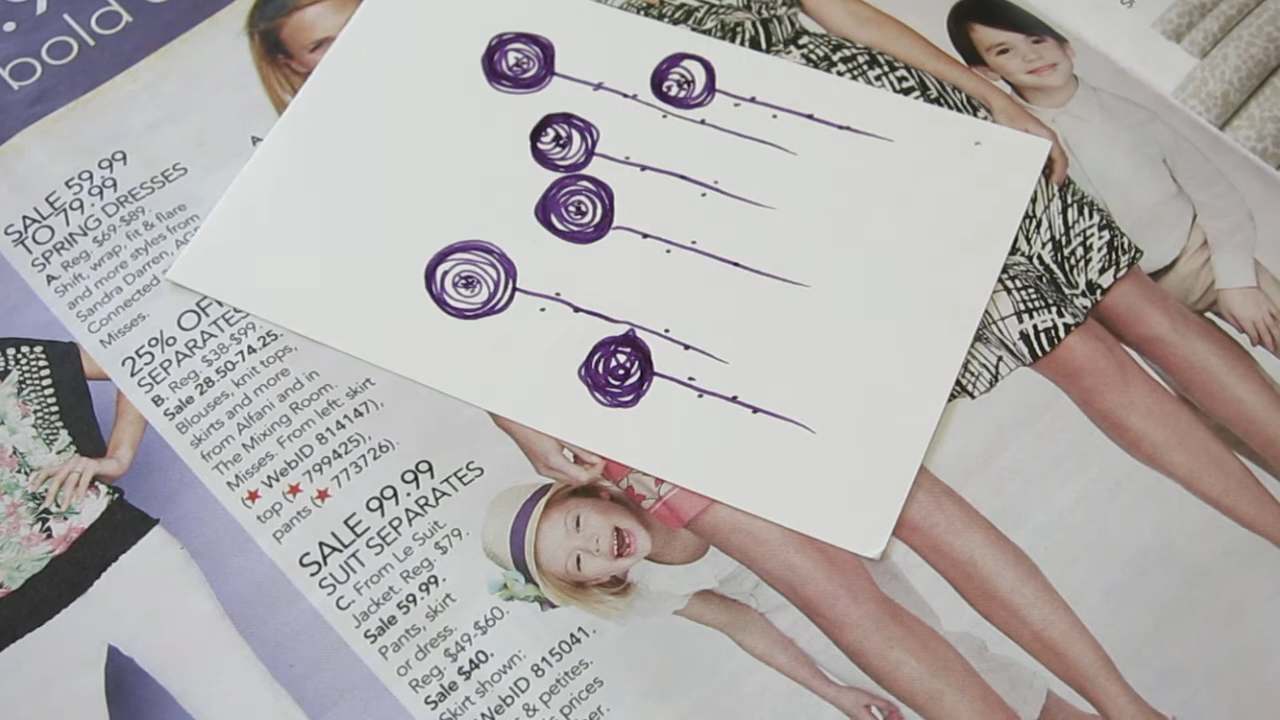 bold
SALE 59.99
TO 79.99
SPRING DRESSES
A. Reg. $69-$89.
Shift, wrap, fit & flare
and more styles from
Sandra Darren,
Connected
Misses.
25% OFF
SEPARATES
B. Reg. $38-$99.
Sale 28.50-74.25.
Blouses, knit tops,
skirts and more
from Alfani and in
The Mixing Room.
Misses. From left: skirt
(★ WebID 814147),
top (★ 799425),
pants (★ 773726).
SALE 99.99
SUIT SEPARATES
C. From Le Suit.
Jacket. Reg. $79.
Sale 59.99.
Pants, skirt
or dress.
Reg. $49-$60.
Sale $40.
Skirt shown:
WebID 815041.
& petites.
prices